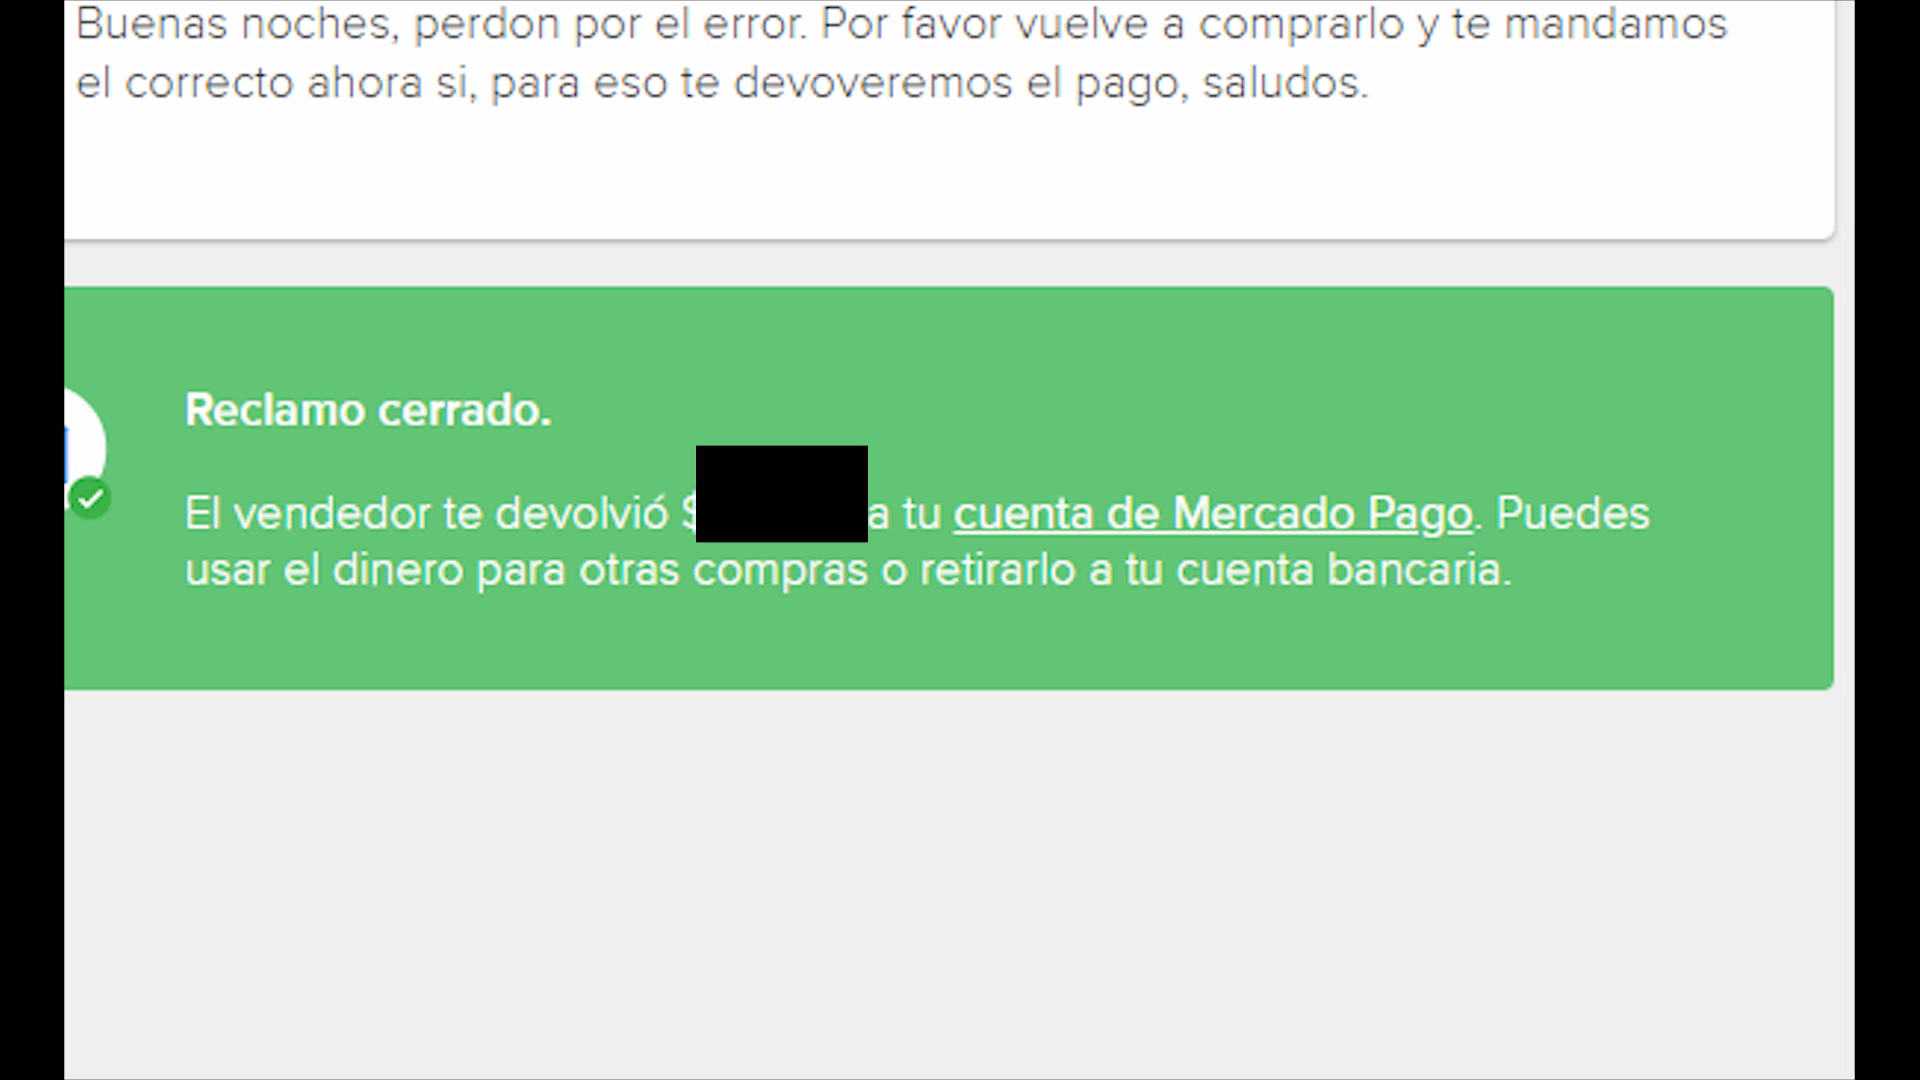 Buenas noches, perdon por el error. Por favor vuelve a comprarlo y te mandamos
el correcto ahora si, para eso te devoveremos el pago, saludos.
Reclamo cerrado.
El vendedor te devolvió $ a tu cuenta de Mercado Pago. Puedes
usar el dinero para otras compras o retirarlo a tu cuenta bancaria.